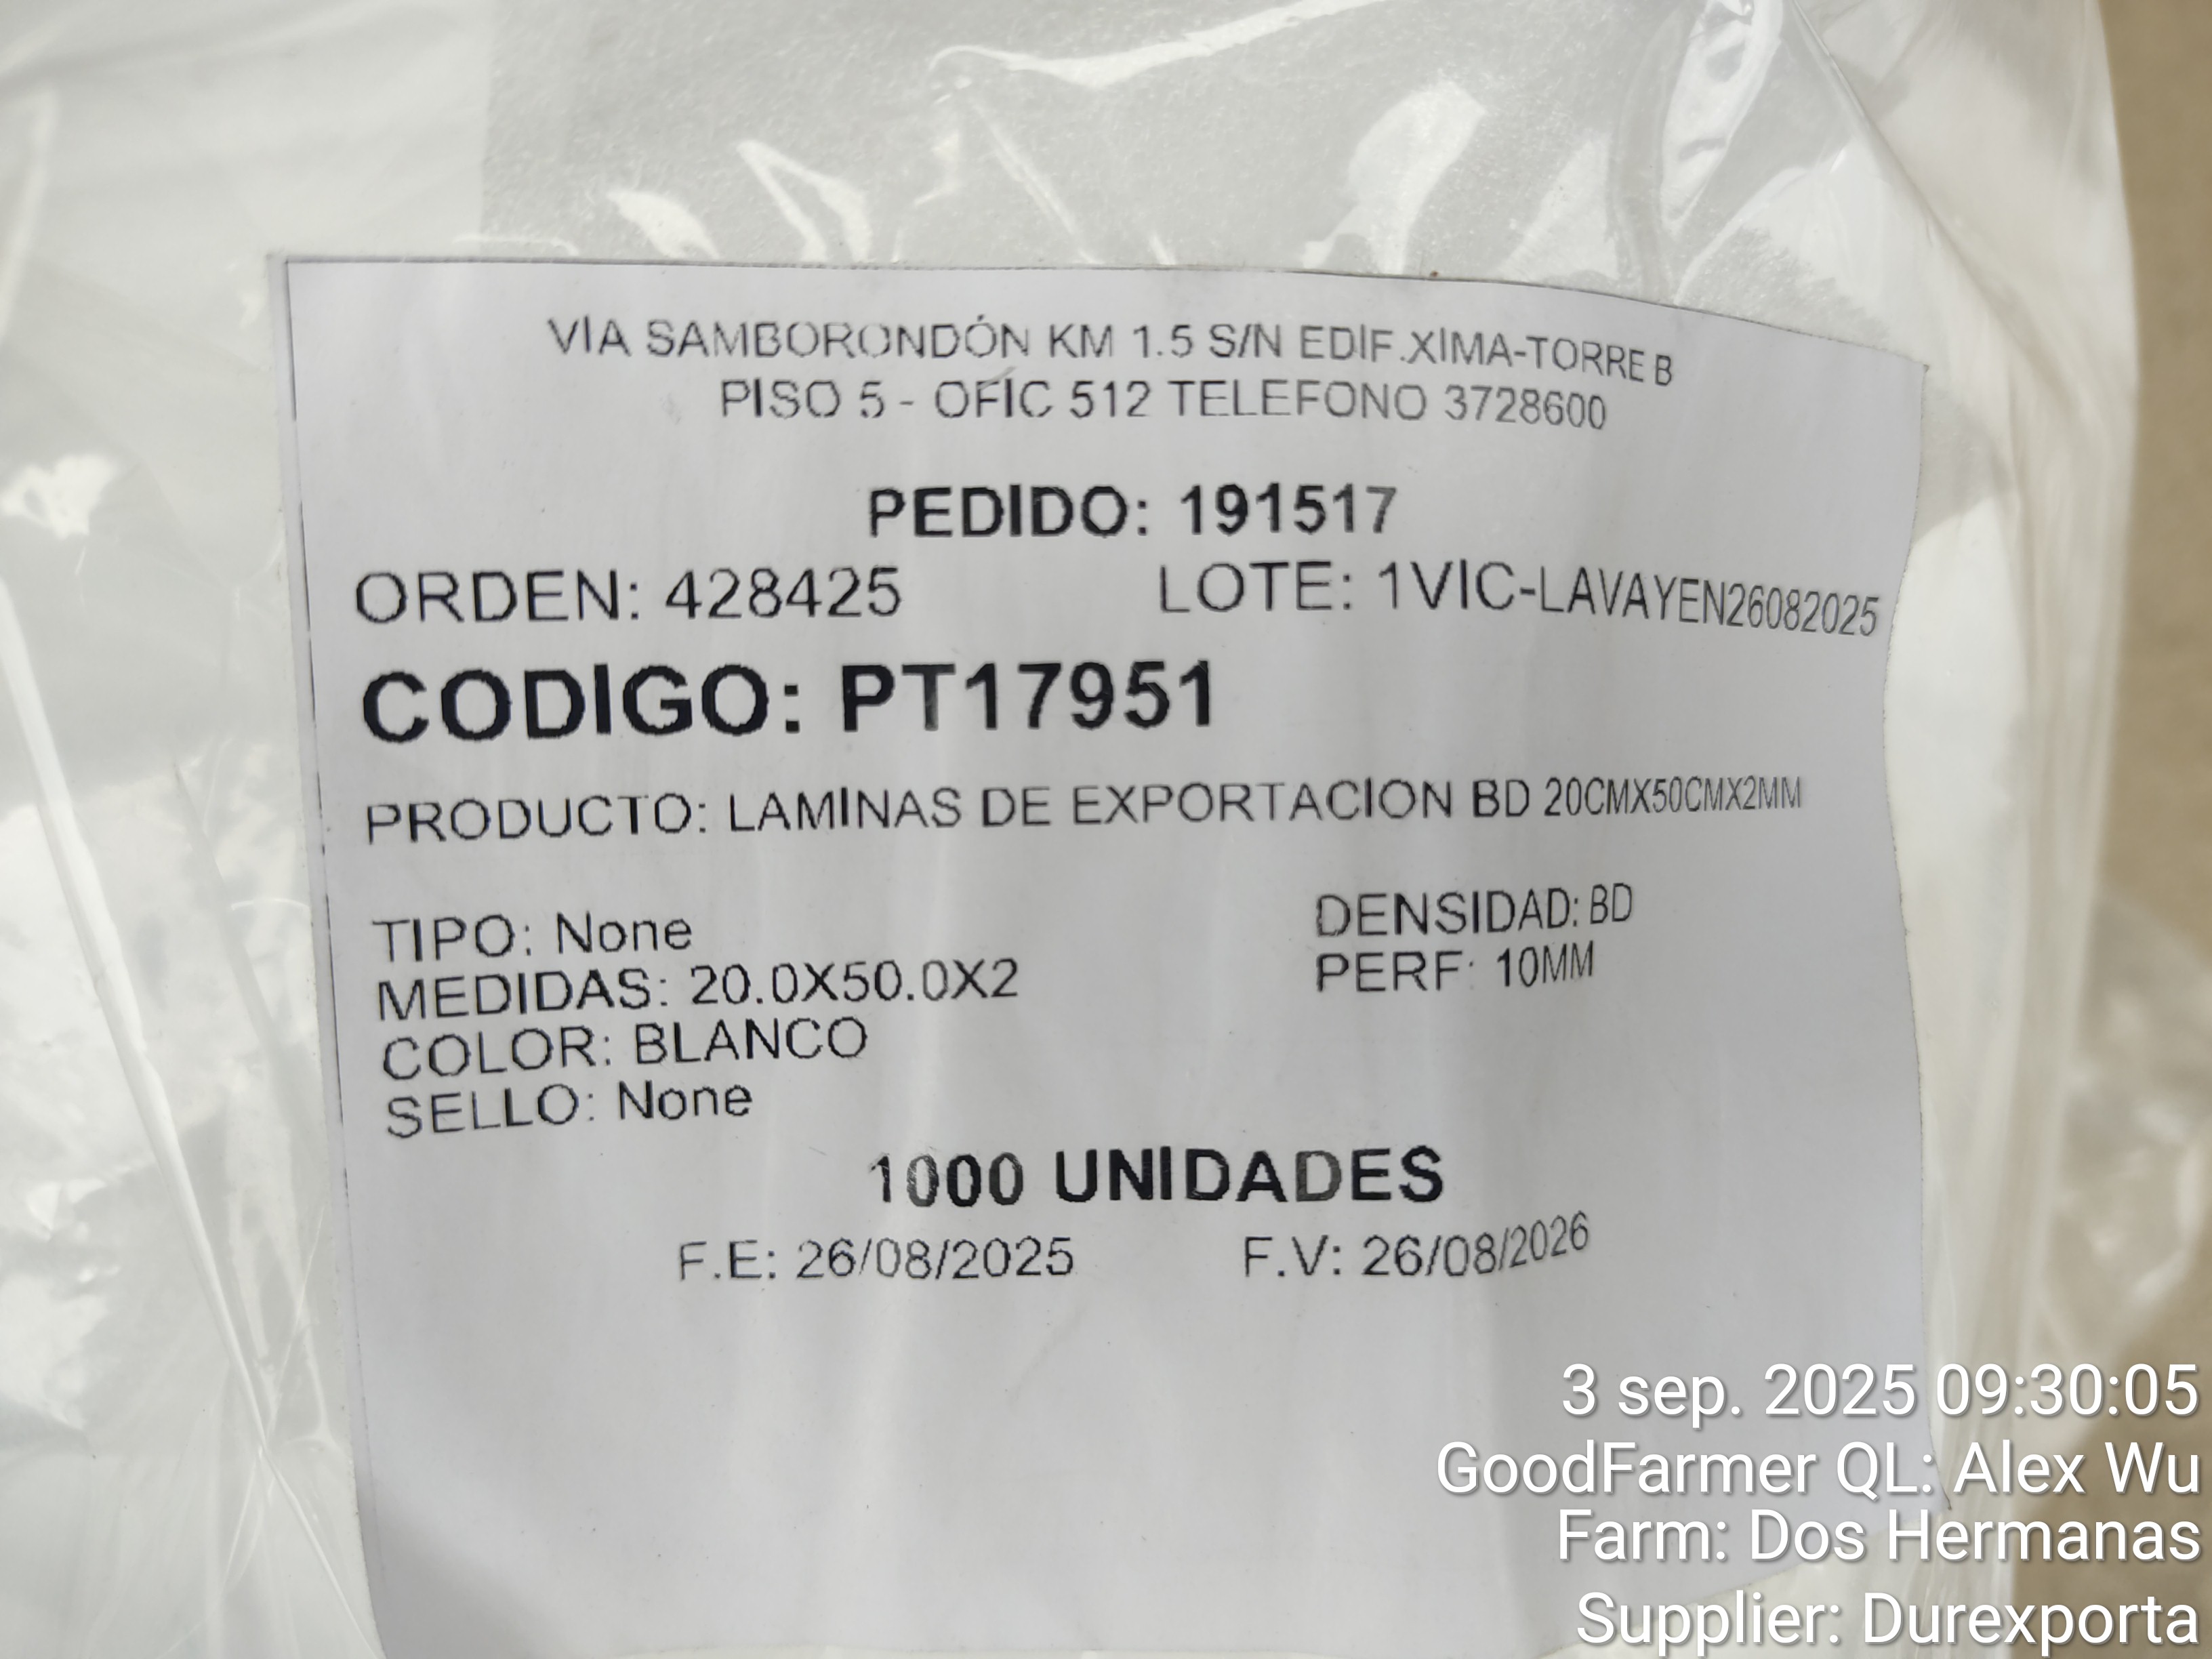 VÍA SAMBORONDÓN KM 1.5 S/N EDIF.XIMA-TORRE B
PISO 5 - OFIC 512 TELEFONO 3728600
PEDIDO: 191517
ORDEN: 428425 LOTE: 1VIC-LAVAYEN26082025
CODIGO: PT17951
PRODUCTO: LAMINAS DE EXPORTACION BD 20CMX50CMX2MM
TIPO: None DENSIDAD: BD
MEDIDAS: 20.0X50.0X2 PERF: 10MM
COLOR: BLANCO
SELLO: None
1000 UNIDADES
F.E: 26/08/2025 F.V: 26/08/2026
3 sep. 2025 09:30:05
GoodFarmer QL: Alex Wu
Farm: Dos Hermanas
Supplier: Durexporta